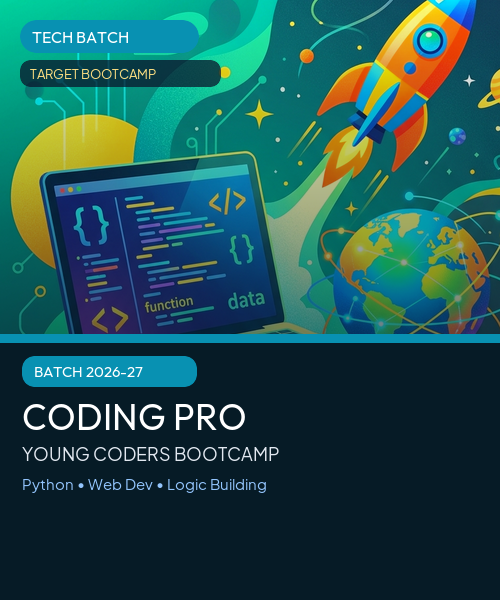 TECH BATCH
TARGET BOOTCAMP
{ }
</>
{ }
function
data
<>
BATCH 2026-27
CODING PRO
YOUNG CODERS BOOTCAMP
Python • Web Dev • Logic Building